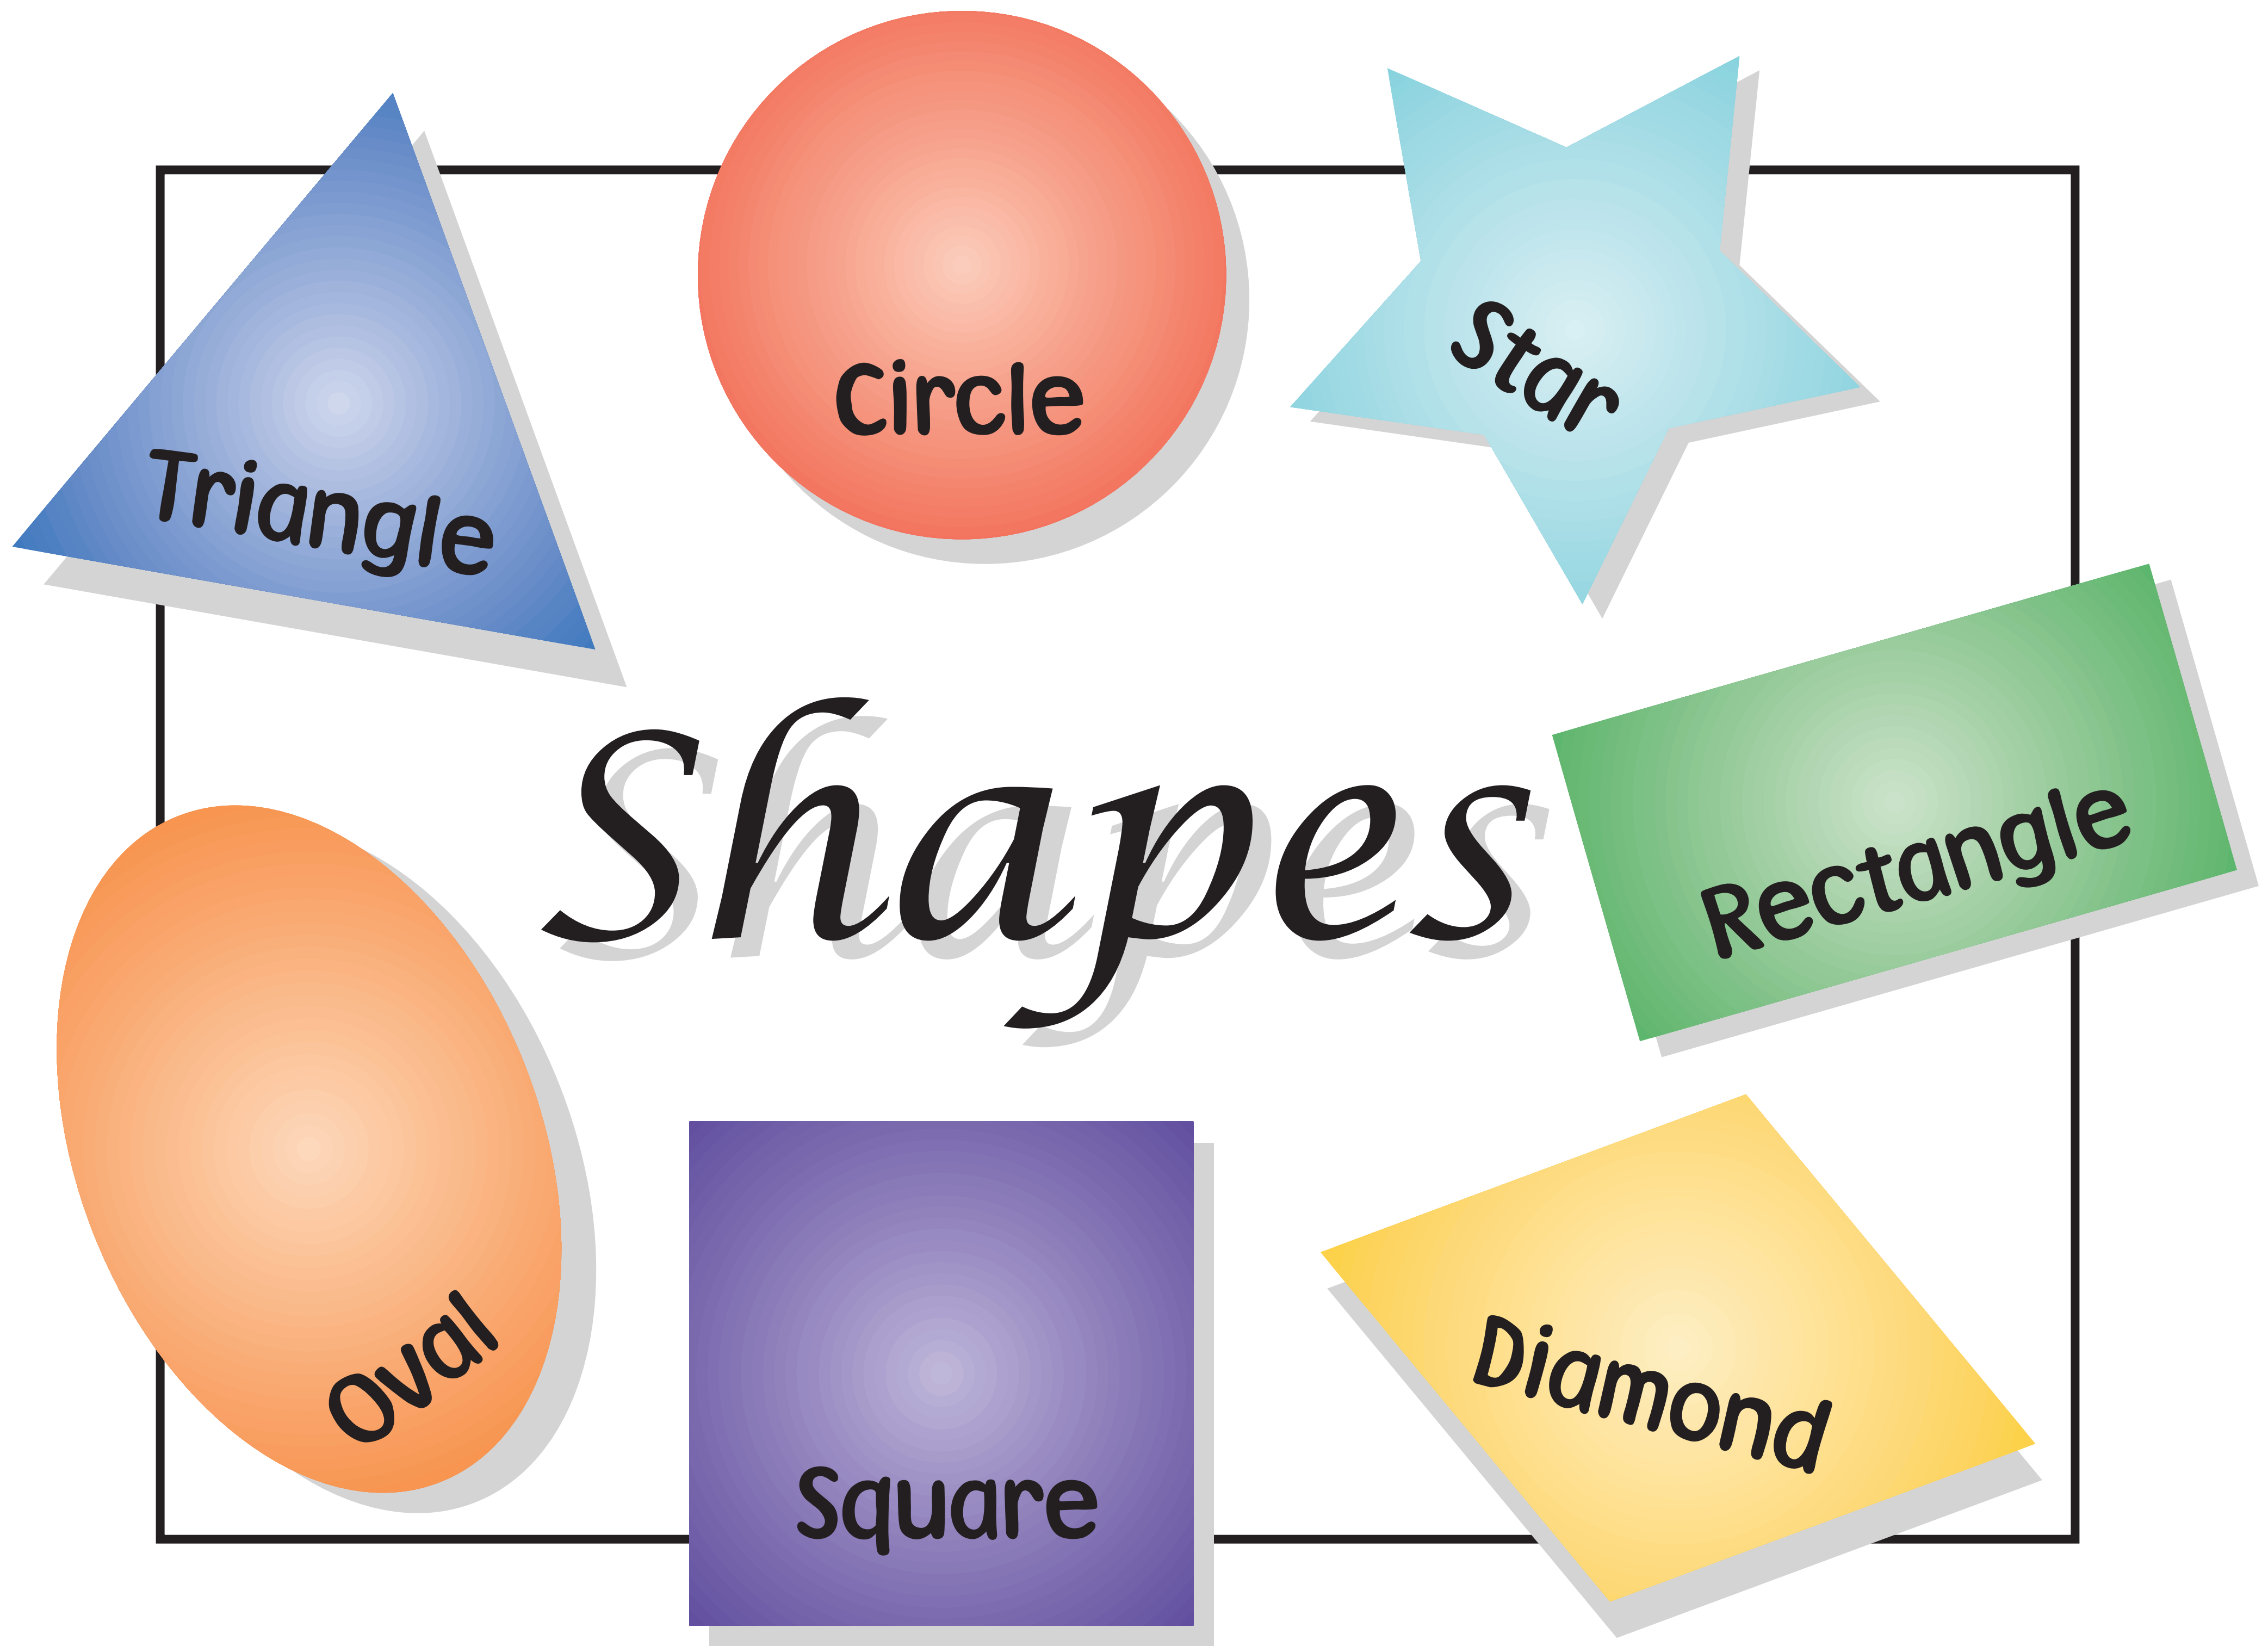 Circle
Star
Triangle
Shapes
Rectangle
Oval
Square
Diamond